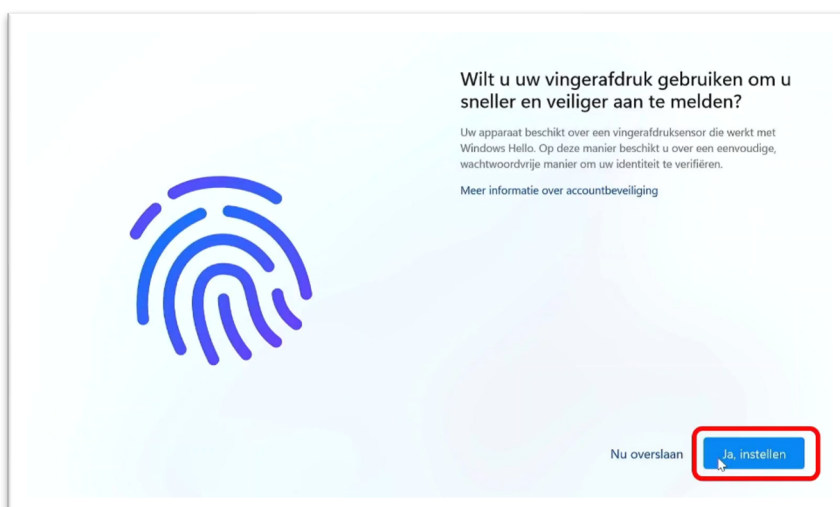 Wilt u uw vingerafdruk gebruiken om u
sneller en veiliger aan te melden?
Uw apparaat beschikt over een vingerafdruksensor die werkt met
Windows Hello. Op deze manier beschikt u over een eenvoudige,
wachtwoordvrije manier om uw identiteit te verifiëren.
Meer informatie over accountbeveiliging
Nu overslaan
Ja, instellen